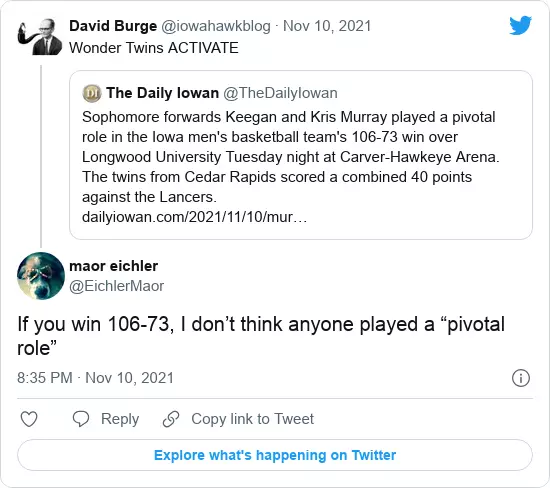 David Burge @iowahawkblog · Nov 10, 2021
Wonder Twins ACTIVATE
DI The Daily Iowan @TheDailyIowan
Sophomore forwards Keegan and Kris Murray played a pivotal
role in the Iowa men's basketball team's 106-73 win over
Longwood University Tuesday night at Carver-Hawkeye Arena.
The twins from Cedar Rapids scored a combined 40 points
against the Lancers.
dailyiowan.com/2021/11/10/mur…
maor eichler
@EichlerMaor
If you win 106-73, I don’t think anyone played a “pivotal
role”
8:35 PM · Nov 10, 2021
Reply Copy link to Tweet
Explore what's happening on Twitter